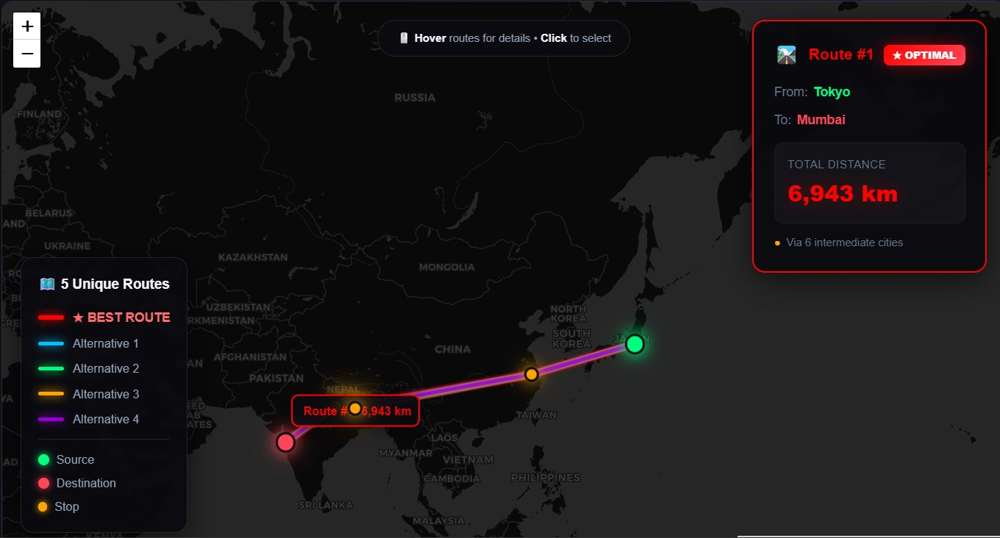 +
−
Hover routes for details • Click to select
Route #1 ★ OPTIMAL
From: Tokyo
To: Mumbai
TOTAL DISTANCE
6,943 km
Via 6 intermediate cities
RUSSIA
FINLAND
BELARUS
UKRAINE
KAZAKHSTAN
MONGOLIA
UZBEKISTAN
NORTH
KOREA
SOUTH
KOREA
CHINA
AFGHANISTAN
PAKISTAN
NEPAL
TAIWAN
LAOS
MYANMAR
VIETNAM
CAMBODIA
PHILIPPINES
SRI LANKA
MALAYSIA
Route # 6,943 km
5 Unique Routes
★ BEST ROUTE
Alternative 1
Alternative 2
Alternative 3
Alternative 4
Source
Destination
Stop